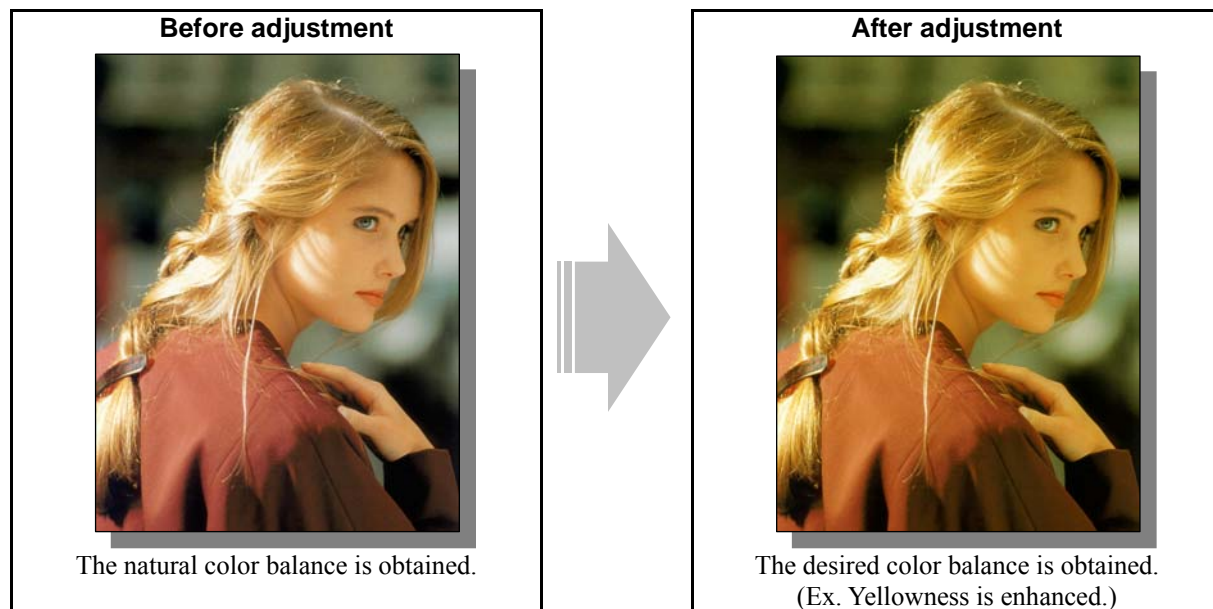 Before adjustment
The natural color balance is obtained.
After adjustment
The desired color balance is obtained.
(Ex. Yellowness is enhanced.)